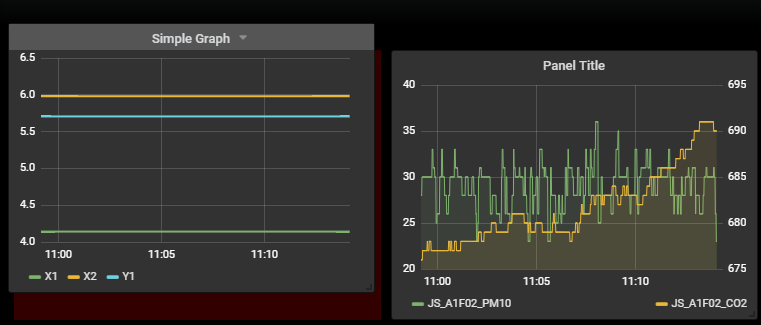 Simple Graph
6.5
6.0
5.5
5.0
4.5
4.0
11:00 11:05 11:10
X1 X2 Y1
Panel Title
40 695
35 690
30 685
25 680
20 675
11:00 11:05 11:10
JS_A1F02_PM10 JS_A1F02_CO2